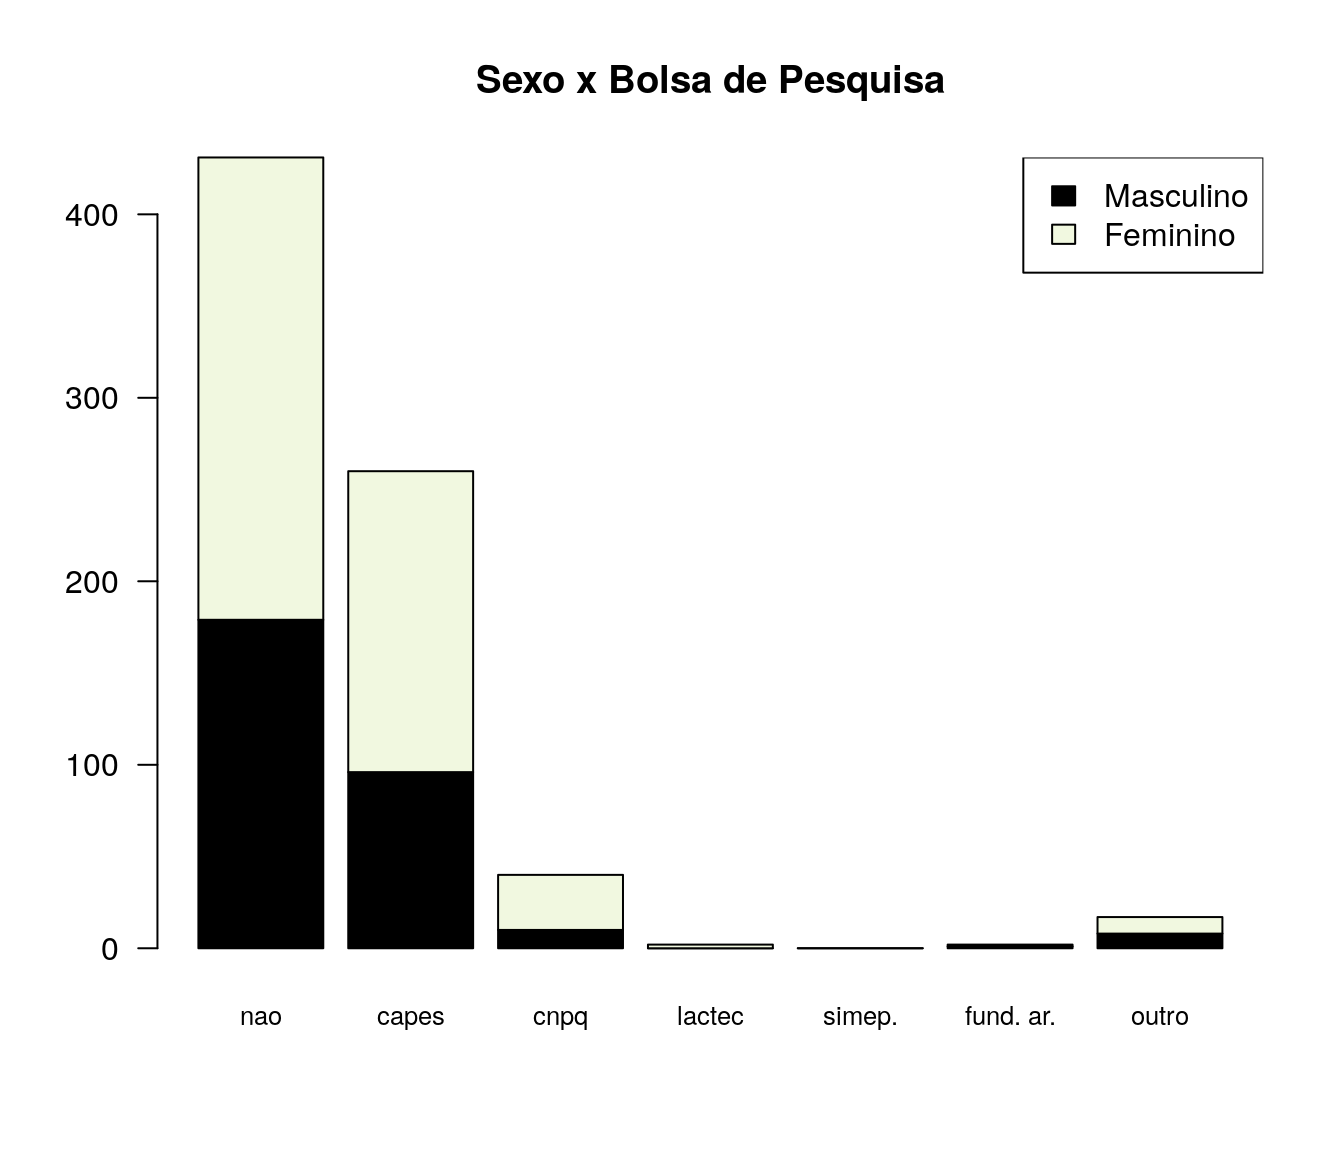 Sexo x Bolsa de Pesquisa
Masculino
Feminino
400
300
200
100
0
nao capes cnpq lactec simep. fund. ar. outro